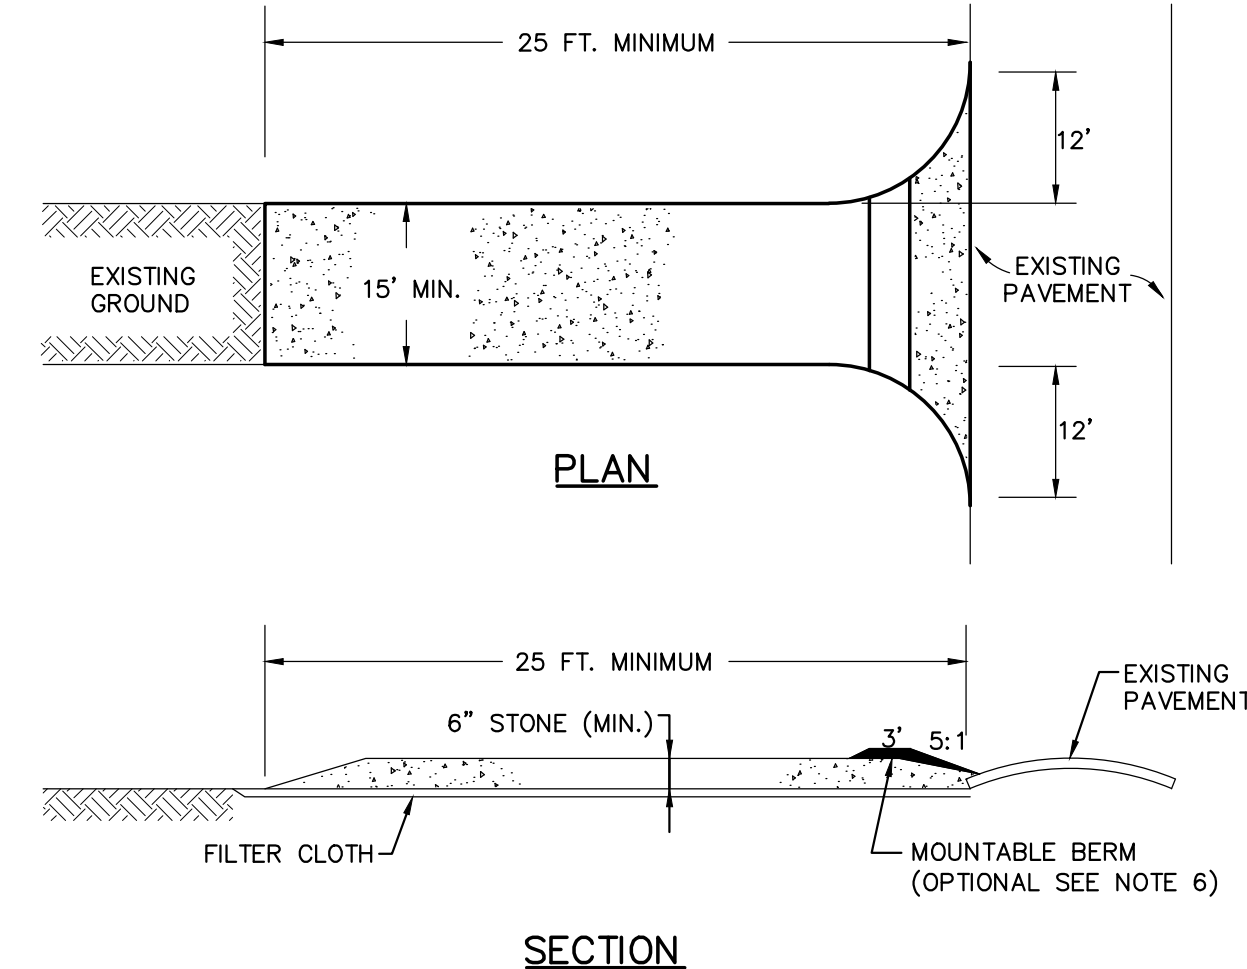 25 FT. MINIMUM
12'
EXISTING
GROUND
15' MIN.
EXISTING
PAVEMENT
12'
PLAN
25 FT. MINIMUM
EXISTING
PAVEMENT
6" STONE (MIN.)
3'
5:1
FILTER CLOTH
MOUNTABLE BERM
(OPTIONAL SEE NOTE 6)
SECTION